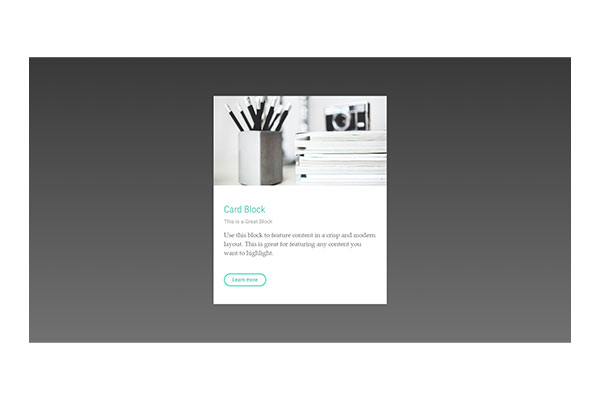 Card Block
This is a Great Block
Use this block to feature content in a crisp and modern
layout. This is great for featuring any content you
want to highlight.
Learn more